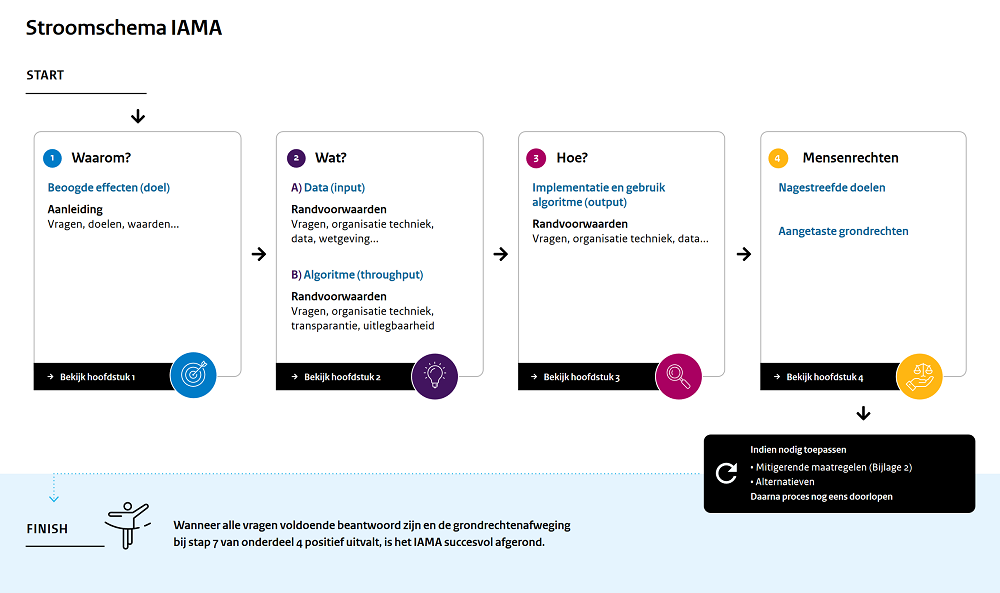 Stroomschema IAMA
START
1 Waarom?
Beoogde effecten (doel)
Aanleiding
Vragen, doelen, waarden...
→ Bekijk hoofdstuk 1
2 Wat?
A) Data (input)
Randvoorwaarden
Vragen, organisatie techniek,
data, wetgeving...
B) Algoritme (throughput)
Randvoorwaarden
Vragen, organisatie techniek,
transparantie, uitlegbaarheid
→ Bekijk hoofdstuk 2
3 Hoe?
Implementatie en gebruik
algoritme (output)
Randvoorwaarden
Vragen, organisatie techniek, data...
→ Bekijk hoofdstuk 3
4 Mensenrechten
Nagestreefde doelen
Aangetaste grondrechten
→ Bekijk hoofdstuk 4
Indien nodig toepassen
• Mitigerende maatregelen (Bijlage 2)
• Alternatieven
Daarna proces nog eens doorlopen
FINISH
Wanneer alle vragen voldoende beantwoord zijn en de grondrechtenafweging
bij stap 7 van onderdeel 4 positief uitvalt, is het IAMA succesvol afgerond.